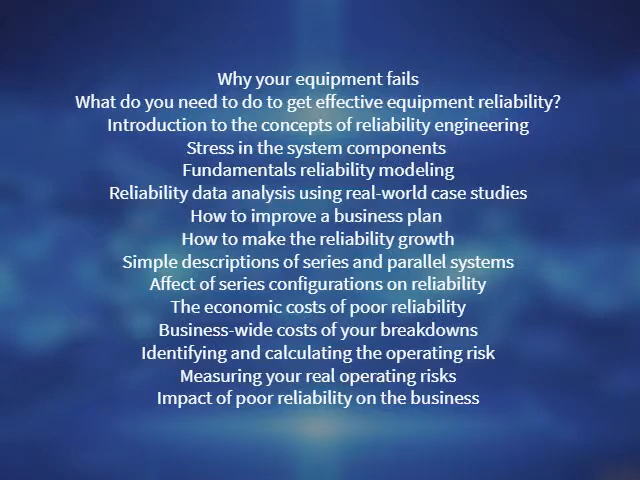 Why your equipment fails
What do you need to do to get effective equipment reliability?
Introduction to the concepts of reliability engineering
Stress in the system components
Fundamentals reliability modeling
Reliability data analysis using real-world case studies
How to improve a business plan
How to make the reliability growth
Simple descriptions of series and parallel systems
Affect of series configurations on reliability
The economic costs of poor reliability
Business-wide costs of your breakdowns
Identifying and calculating the operating risk
Measuring your real operating risks
Impact of poor reliability on the business